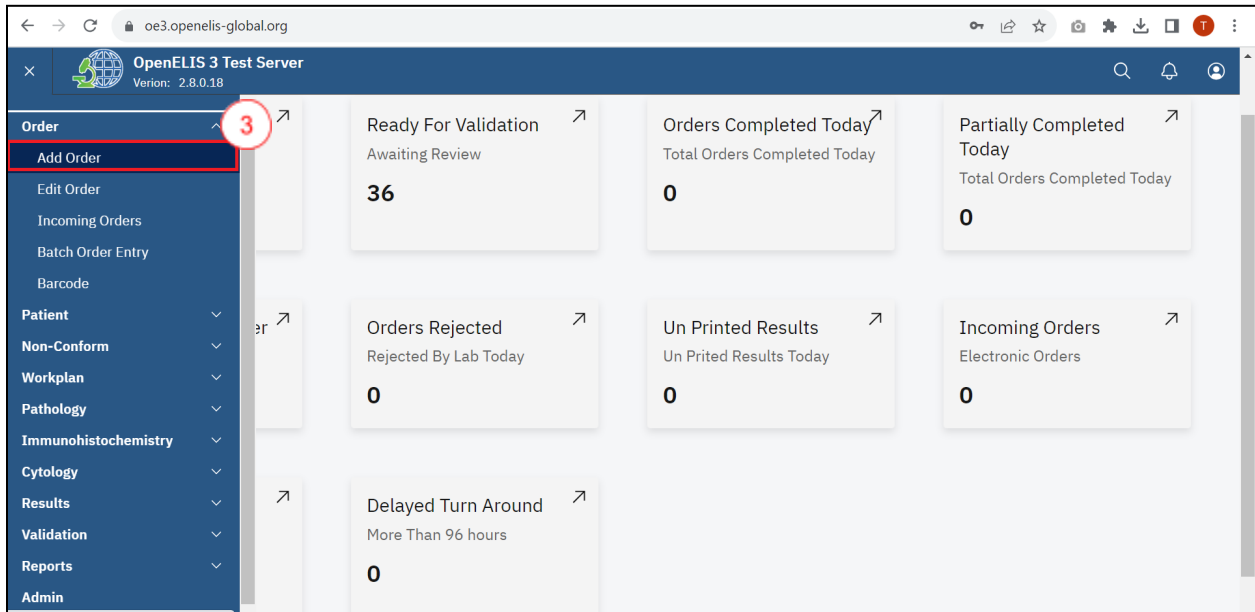 oe3.openelis-global.org
T
OpenELIS 3 Test Server
Verion: 2.8.0.18
Order
3
Add Order
Edit Order
Incoming Orders
Batch Order Entry
Barcode
Patient
Non-Conform
Workplan
Pathology
Immunohistochemistry
Cytology
Results
Validation
Reports
Admin
Ready For Validation
Awaiting Review
36
Orders Completed Today
Total Orders Completed Today
0
Partially Completed
Today
Total Orders Completed Today
0
er
Orders Rejected
Rejected By Lab Today
0
Un Printed Results
Un Prited Results Today
0
Incoming Orders
Electronic Orders
0
Delayed Turn Around
More Than 96 hours
0